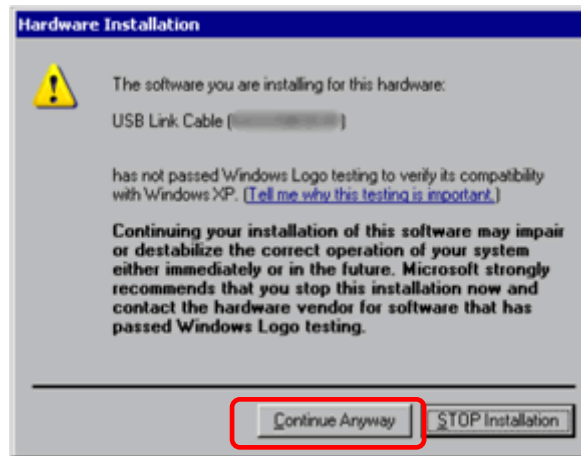 Hardware Installation
The software you are installing for this hardware:
USB Link Cable ( )
has not passed Windows Logo testing to verify its compatibility
with Windows XP. (Tell me why this testing is important.)
Continuing your installation of this software may impair
or destabilize the correct operation of your system
either immediately or in the future. Microsoft strongly
recommends that you stop this installation now and
contact the hardware vendor for software that has
passed Windows Logo testing.
Continue Anyway STOP Installation